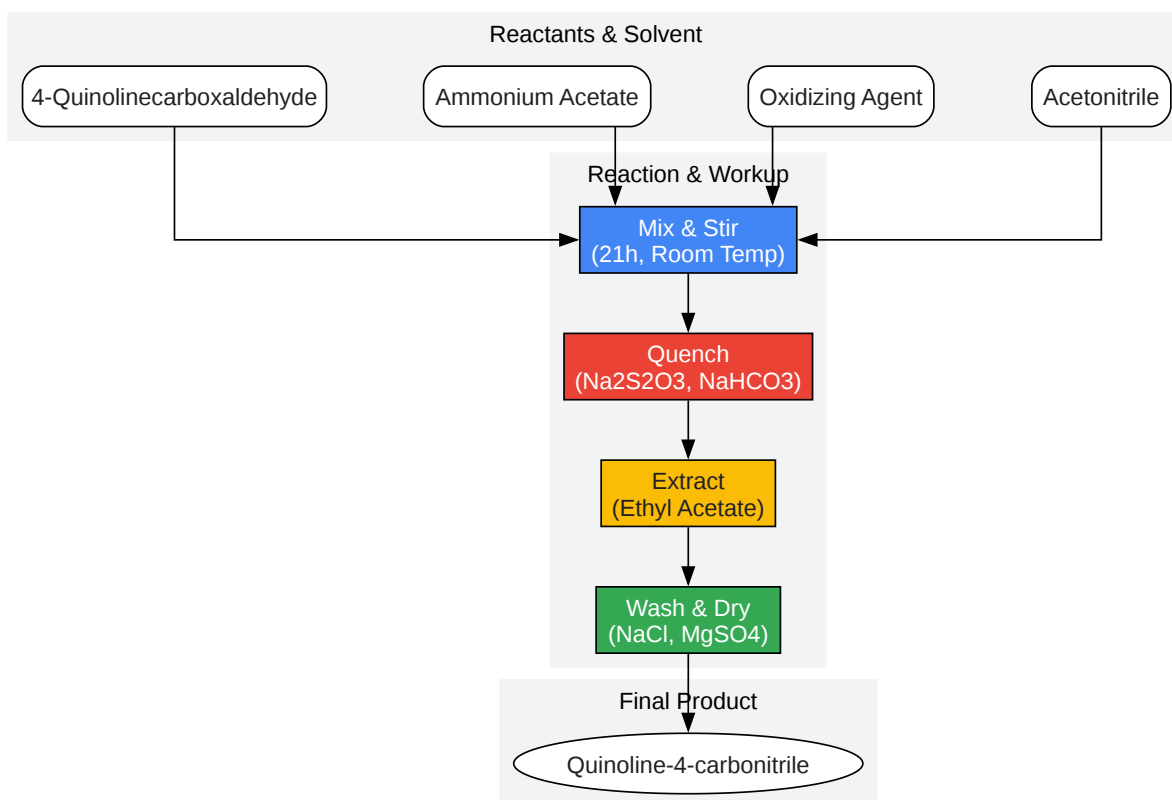 Reactants & Solvent
4-Quinolinecarboxaldehyde
Ammonium Acetate
Oxidizing Agent
Acetonitrile
Reaction & Workup
Mix & Stir
(21h, Room Temp)
Quench
(Na2S2O3, NaHCO3)
Extract
(Ethyl Acetate)
Wash & Dry
(NaCl, MgSO4)
Final Product
Quinoline-4-carbonitrile